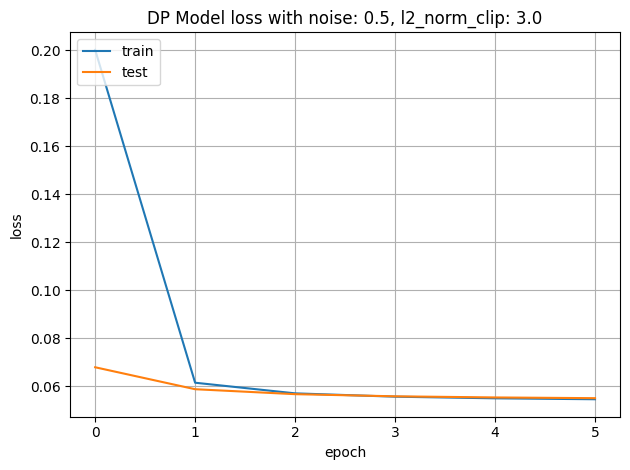 DP Model loss with noise: 0.5, l2_norm_clip: 3.0
train
test
0.20
0.18
0.16
0.14
0.12
0.10
0.08
0.06
loss
0 1 2 3 4 5
epoch